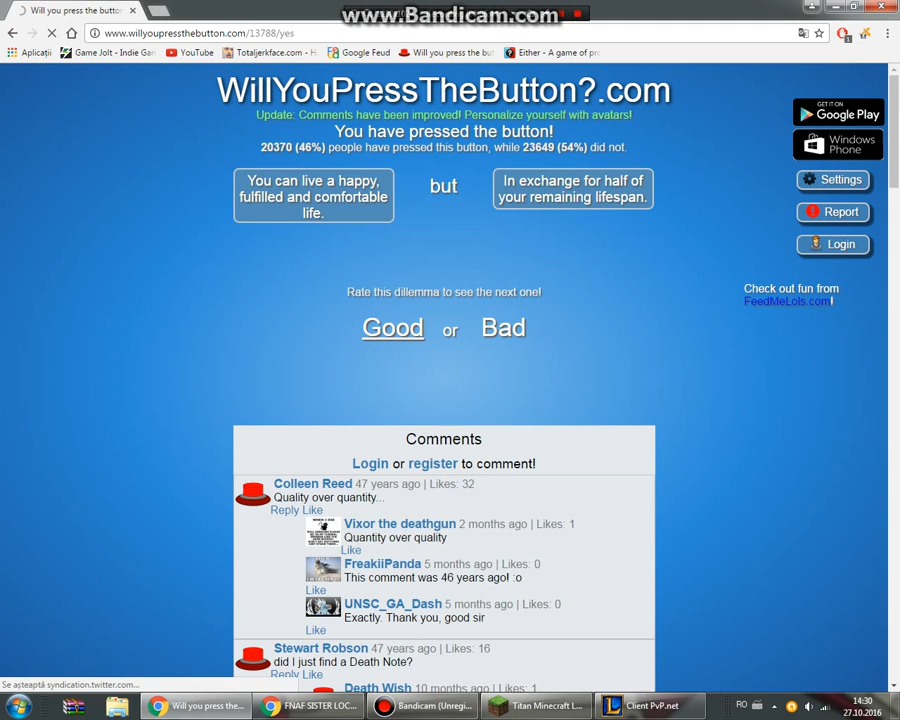 www.Bandicam.com
Will you press the button?
www.willyoupressthebutton.com/13788/yes
Aplicații
Game Jolt - Indie Gam
YouTube
Totaljerkface.com - H
Google Feud
Will you press the but
Either - A game of pre
WillYouPressTheButton?.com
Update: Comments have been improved! Personalize yourself with avatars!
You have pressed the button!
20370 (46%) people have pressed this button, while 23649 (54%) did not.
You can live a happy,
fulfilled and comfortable
life.
but
In exchange for half of
your remaining lifespan.
GET IT ON
Google Play
Windows
Phone
Settings
Report
Login
Check out fun from
FeedMeLols.com!
Rate this dillemma to see the next one!
Good or Bad
Comments
Login or register to comment!
Colleen Reed 47 years ago | Likes: 32
Quality over quantity...
Reply Like
Vixor the deathgun 2 months ago | Likes: 1
Quantity over quality
Like
FreakiiPanda 5 months ago | Likes: 0
This comment was 46 years ago! :o
Like
UNSC_GA_Dash 5 months ago | Likes: 0
Exactly. Thank you, good sir
Like
Stewart Robson 47 years ago | Likes: 16
did I just find a Death Note?
Reply Like
Death Wish 10 months ago | Likes: 1
Se așteaptă syndication.twitter.com...
Will you press the...
FNAF SISTER LOC...
Bandicam (Unregi...
Titan Minecraft L...
Client PvP.net
RO
14:30
27.10.2016